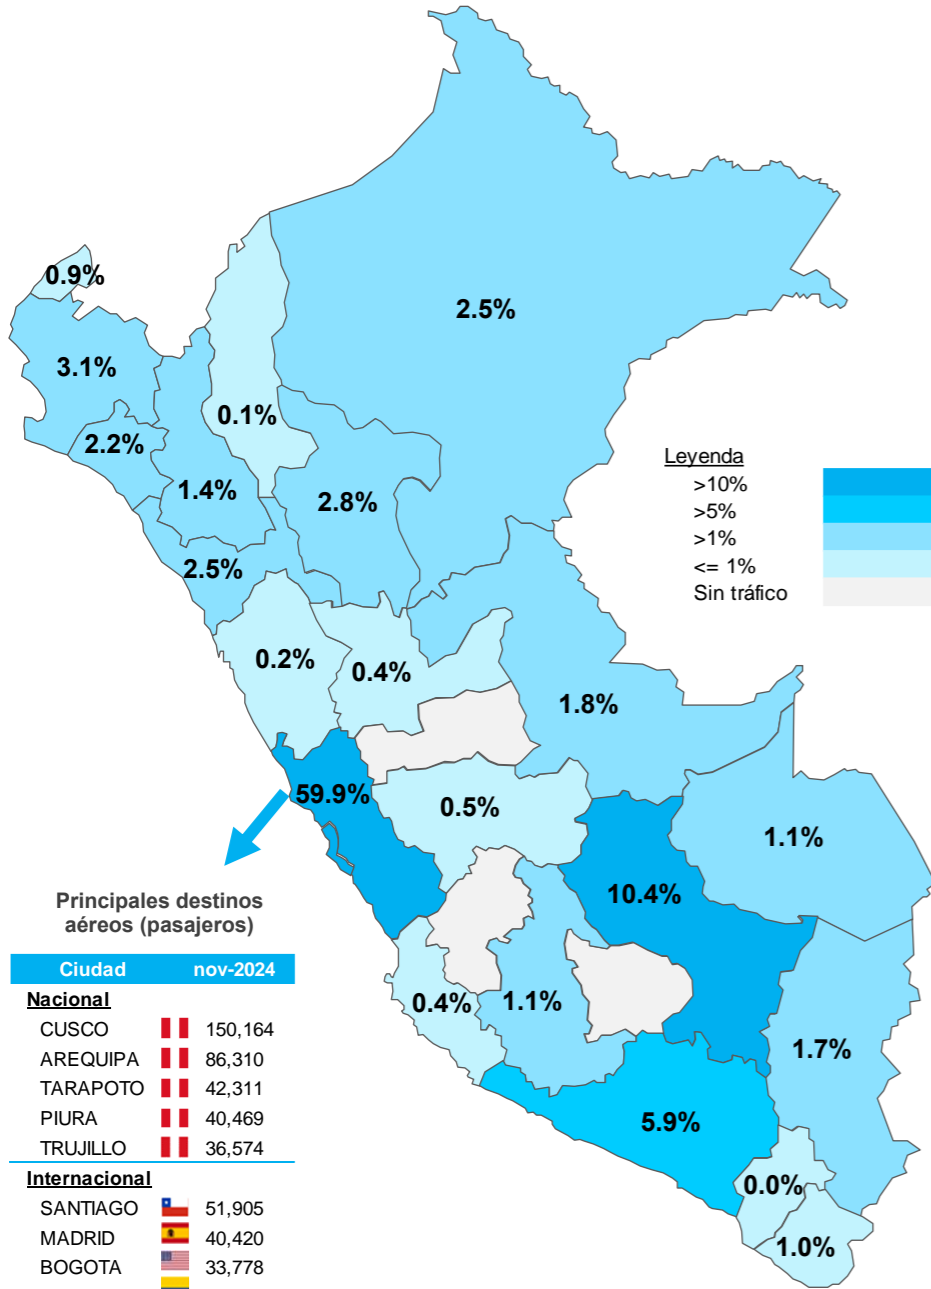 0.9%
2.5%
3.1%
0.1%
2.2%
1.4%
2.8%
Leyenda
>10%
>5%
>1%
<= 1%
Sin tráfico
2.5%
0.2%
0.4%
1.8%
59.9%
0.5%
1.1%
10.4%
0.4%
1.1%
1.7%
5.9%
0.0%
1.0%
Principales destinos
aéreos (pasajeros)
Ciudad nov-2024
Nacional
CUSCO 150,164
AREQUIPA 86,310
TARAPOTO 42,311
PIURA 40,469
TRUJILLO 36,574
Internacional
SANTIAGO 51,905
MADRID 40,420
BOGOTA 33,778